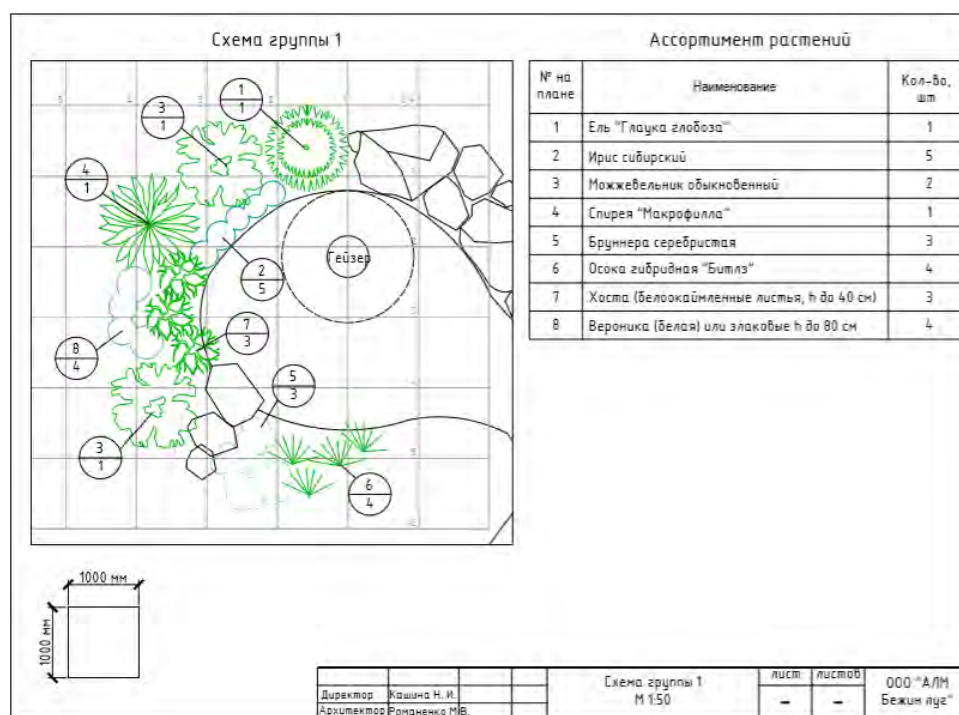 Схема группы 1
Ассортимент растений
№ на плане
Наименование
Кол-во, шт
1 Ель "Глаука глобоза" 1
2 Ирис сибирский 5
3 Можжевельник обыкновенный 2
4 Спирея "Макрофилла" 1
5 Бруннера серебристая 3
6 Осока гибридная "Битлз" 4
7 Хоста (белоокаймленные листья, h до 40 см) 3
8 Вероника (белая) или злаковые h до 80 см 4
1
1
3
1
4
1
Гейзер
2
5
7
3
8
4
5
3
3
1
6
4
1000 мм
1000 мм
Схема группы 1
М 1:50
лист
листов
–
–
ООО "АЛМ
Бежин луг"
Директор Кашина Н. И.
Архитектор Романенко М.В.